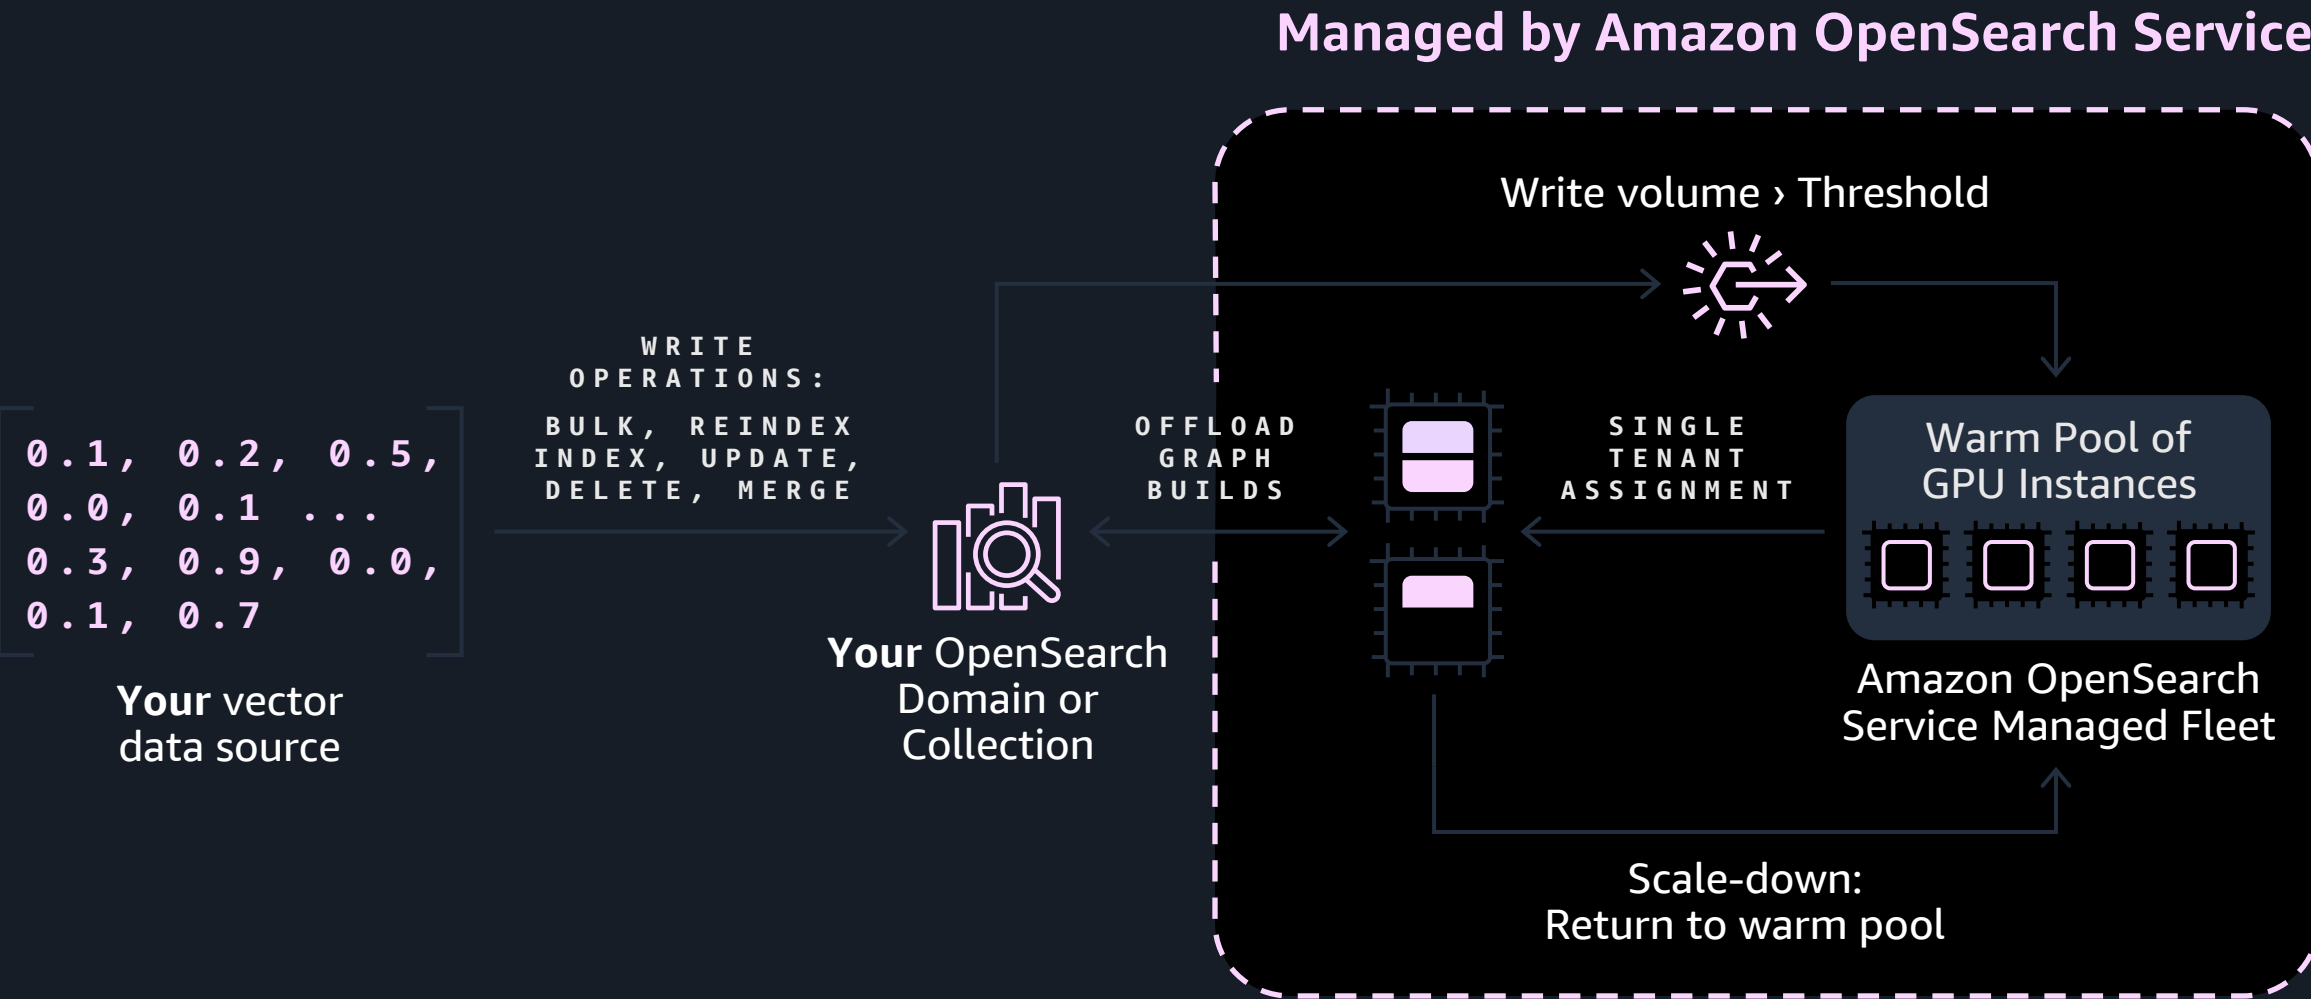 Managed by Amazon OpenSearch Service
Write volume › Threshold
WRITE
OPERATIONS:
BULK, REINDEX
INDEX, UPDATE,
DELETE, MERGE
0.1, 0.2, 0.5,
0.0, 0.1 ...
0.3, 0.9, 0.0,
0.1, 0.7
Your vector
data source
Your OpenSearch
Domain or
Collection
OFFLOAD
GRAPH
BUILDS
SINGLE
TENANT
ASSIGNMENT
Warm Pool of
GPU Instances
Amazon OpenSearch
Service Managed Fleet
Scale-down:
Return to warm pool